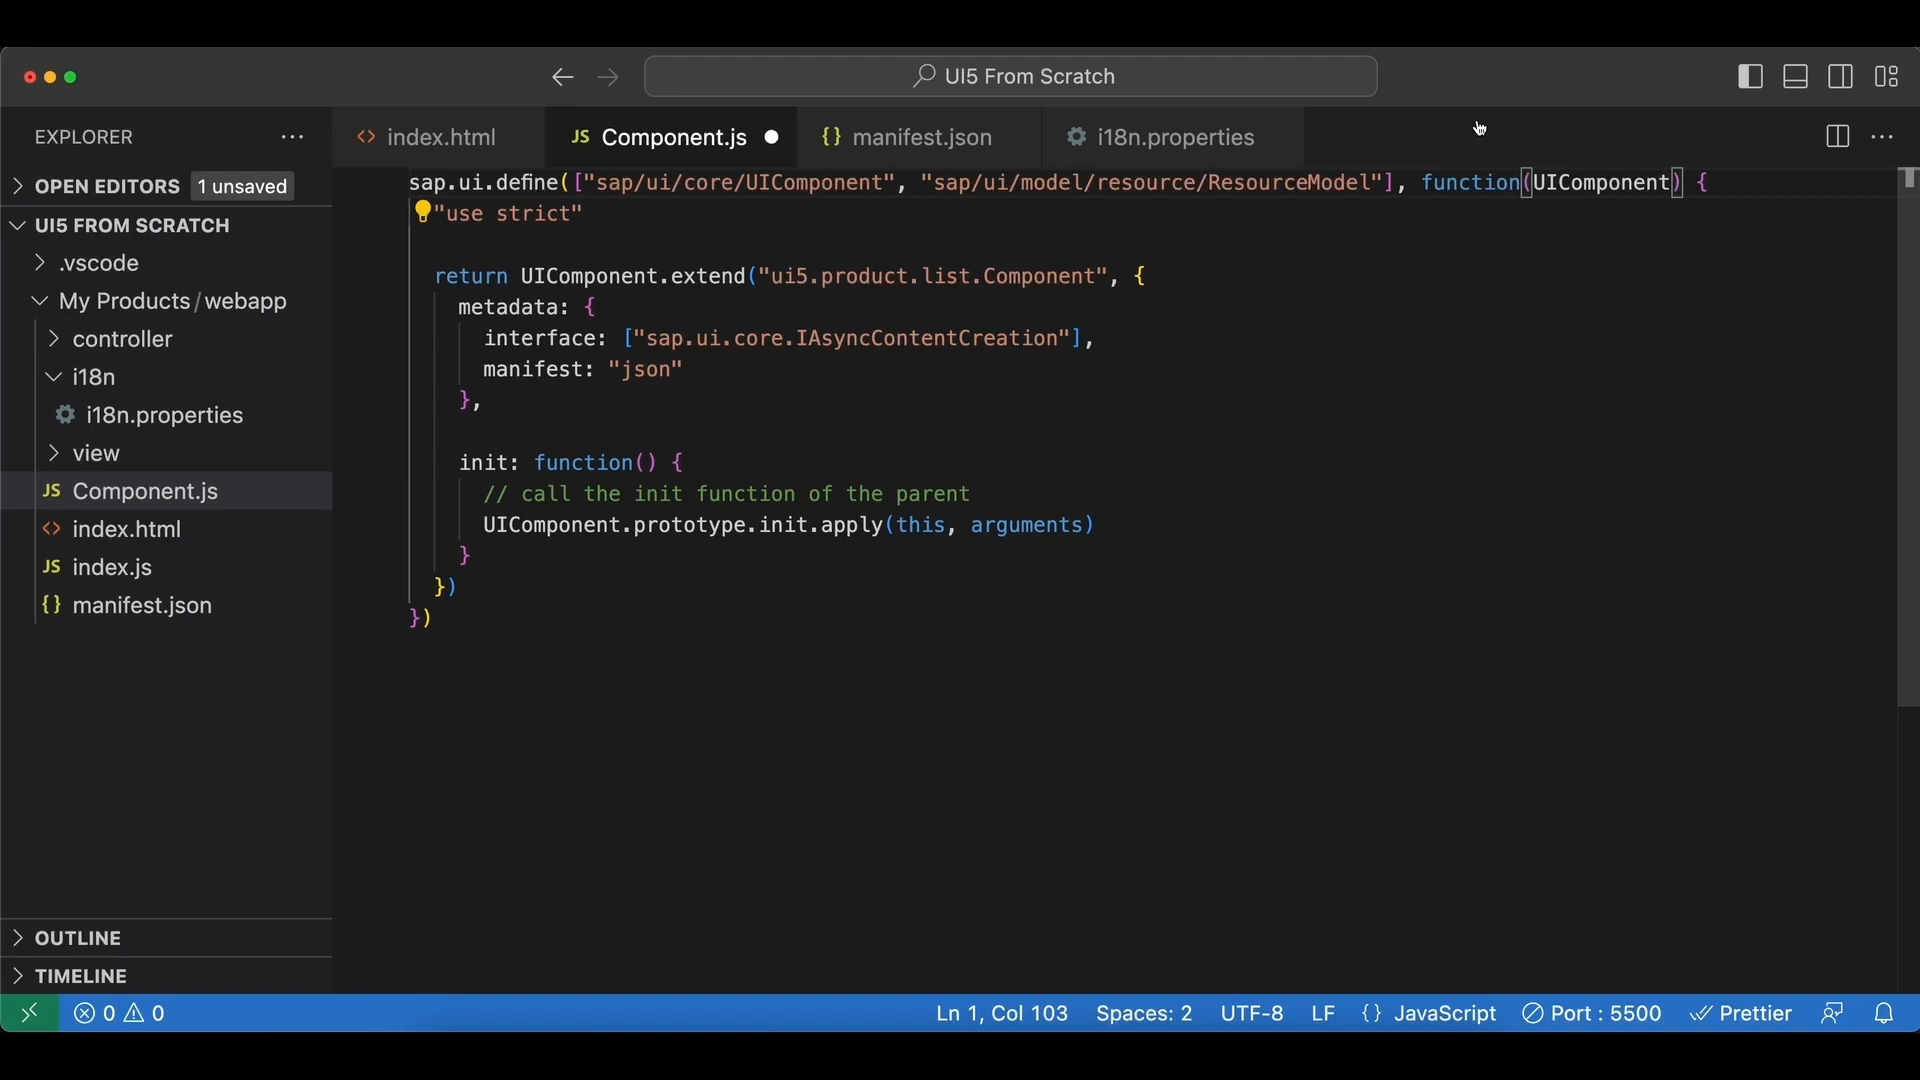 UI5 From Scratch
EXPLORER
index.html
JS Component.js
{} manifest.json
i18n.properties
OPEN EDITORS 1 unsaved
UI5 FROM SCRATCH
.vscode
My Products / webapp
controller
i18n
i18n.properties
view
JS Component.js
<> index.html
JS index.js
{} manifest.json
OUTLINE
TIMELINE
sap.ui.define(["sap/ui/core/UIComponent", "sap/ui/model/resource/ResourceModel"], function(UIComponent) {
"use strict"
return UIComponent.extend("ui5.product.list.Component", {
metadata: {
interface: ["sap.ui.core.IAsyncContentCreation"],
manifest: "json"
},
init: function() {
// call the init function of the parent
UIComponent.prototype.init.apply(this, arguments)
}
})
})
0 0
Ln 1, Col 103
Spaces: 2
UTF-8
LF
{} JavaScript
Port : 5500
Prettier